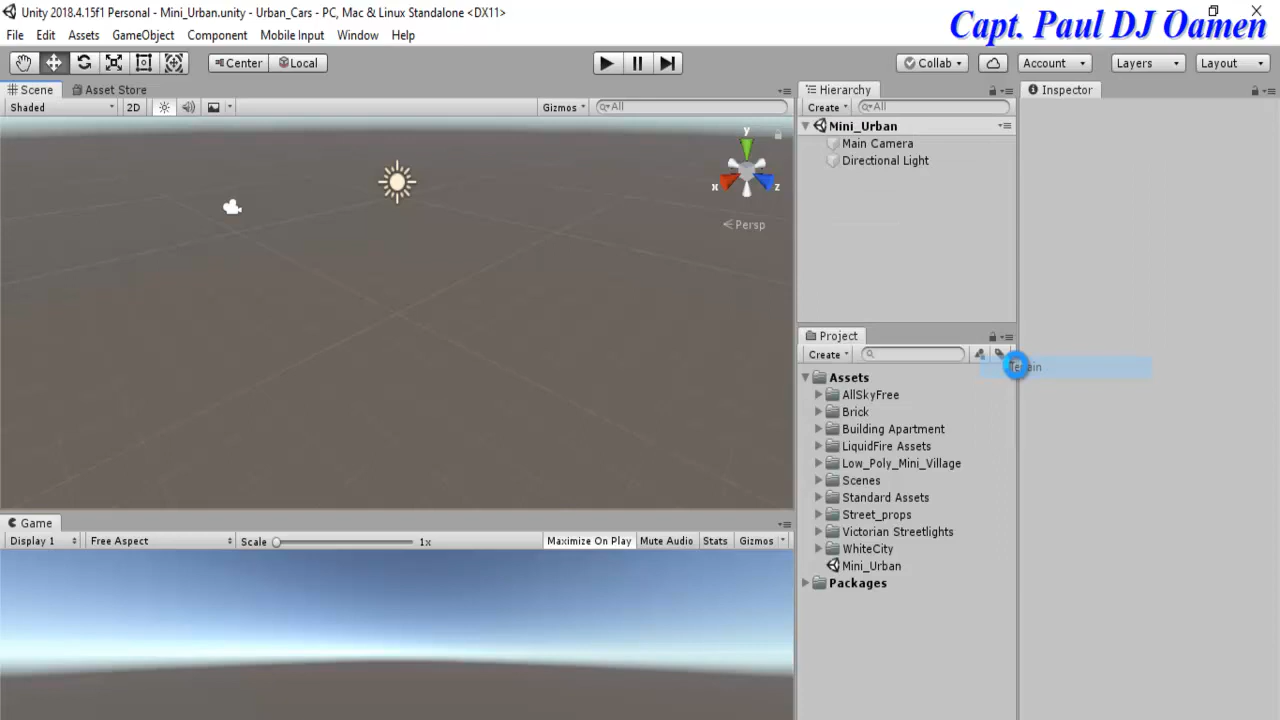 Unity 2018.4.15f1 Personal - Mini_Urban.unity - Urban_Cars - PC, Mac & Linux Standalone <DX11>
Capt. Paul DJ Oamen
File Edit Assets GameObject Component Mobile Input Window Help
Center Local Collab Account Layers Layout
Scene Asset Store
Shaded 2D Gizmos All
y
x z
Persp
Hierarchy
Create All
Mini_Urban
Main Camera
Directional Light
Inspector
Project
Create
Terrain
Assets
AllSkyFree
Brick
Building Apartment
LiquidFire Assets
Low_Poly_Mini_Village
Scenes
Standard Assets
Street_props
Victorian Streetlights
WhiteCity
Mini_Urban
Packages
Game
Display 1 Free Aspect Scale 1x Maximize On Play Mute Audio Stats Gizmos